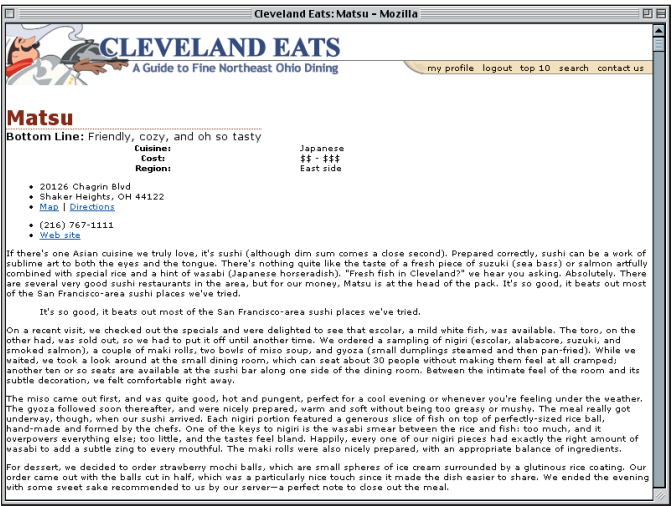 Cleveland Eats: Matsu - Mozilla
CLEVELAND EATS
A Guide to Fine Northeast Ohio Dining
my profile logout top 10 search contact us
Matsu
Bottom Line: Friendly, cozy, and oh so tasty
Cuisine: Japanese
Cost: $$ - $$$
Region: East side
• 20126 Chagrin Blvd
• Shaker Heights, OH 44122
• Map | Directions
• (216) 767-1111
• Web site
If there's one Asian cuisine we truly love, it's sushi (although dim sum comes a close second). Prepared correctly, sushi can be a work of
sublime art to both the eyes and the tongue. There's nothing quite like the taste of a fresh piece of suzuki (sea bass) or salmon artfully
combined with special rice and a hint of wasabi (Japanese horseradish). "Fresh fish in Cleveland?" we hear you asking. Absolutely. There
are several very good sushi restaurants in the area, but for our money, Matsu is at the head of the pack. It's so good, it beats out most
of the San Francisco-area sushi places we've tried.
It's so good, it beats out most of the San Francisco-area sushi places we've tried.
On a recent visit, we checked out the specials and were delighted to see that escolar, a mild white fish, was available. The toro, on the
other had, was sold out, so we had to put it off until another time. We ordered a sampling of nigiri (escolar, alabacore, suzuki, and
smoked salmon), a couple of maki rolls, two bowls of miso soup, and gyoza (small dumplings steamed and then pan-fried). While we
waited, we took a look around at the small dining room, which can seat about 30 people without making them feel at all cramped;
another ten or so seats are available at the sushi bar along one side of the dining room. Between the intimate feel of the room and its
subtle decoration, we felt comfortable right away.
The miso came out first, and was quite good, hot and pungent, perfect for a cool evening or whenever you're feeling under the weather.
The gyoza followed soon thereafter, and were nicely prepared, warm and soft without being too greasy or mushy. The meal really got
underway, though, when our sushi arrived. Each nigiri portion featured a generous slice of fish on top of perfectly-sized rice ball,
hand-made and formed by the chefs. One of the keys to nigiri is the wasabi smear between the rice and fish: too much, and it
overpowers everything else; too little, and the tastes feel bland. Happily, every one of our nigiri pieces had exactly the right amount of
wasabi to add a subtle zing to every mouthful. The maki rolls were also nicely prepared, with an appropriate balance of ingredients.
For dessert, we decided to order strawberry mochi balls, which are small spheres of ice cream surrounded by a glutinous rice coating. Our
order came out with the balls cut in half, which was a particularly nice touch since it made the dish easier to share. We ended the evening
with some sweet sake recommended to us by our server—a perfect note to close out the meal.